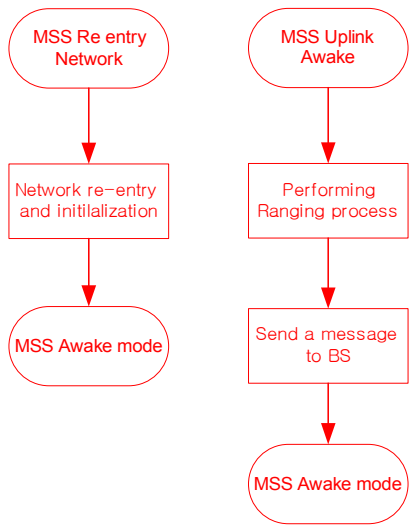 MSS Re entry
Network
Network re-entry
and initilalization
MSS Awake mode
MSS Uplink
Awake
Performing
Ranging process
Send a message
to BS
MSS Awake mode